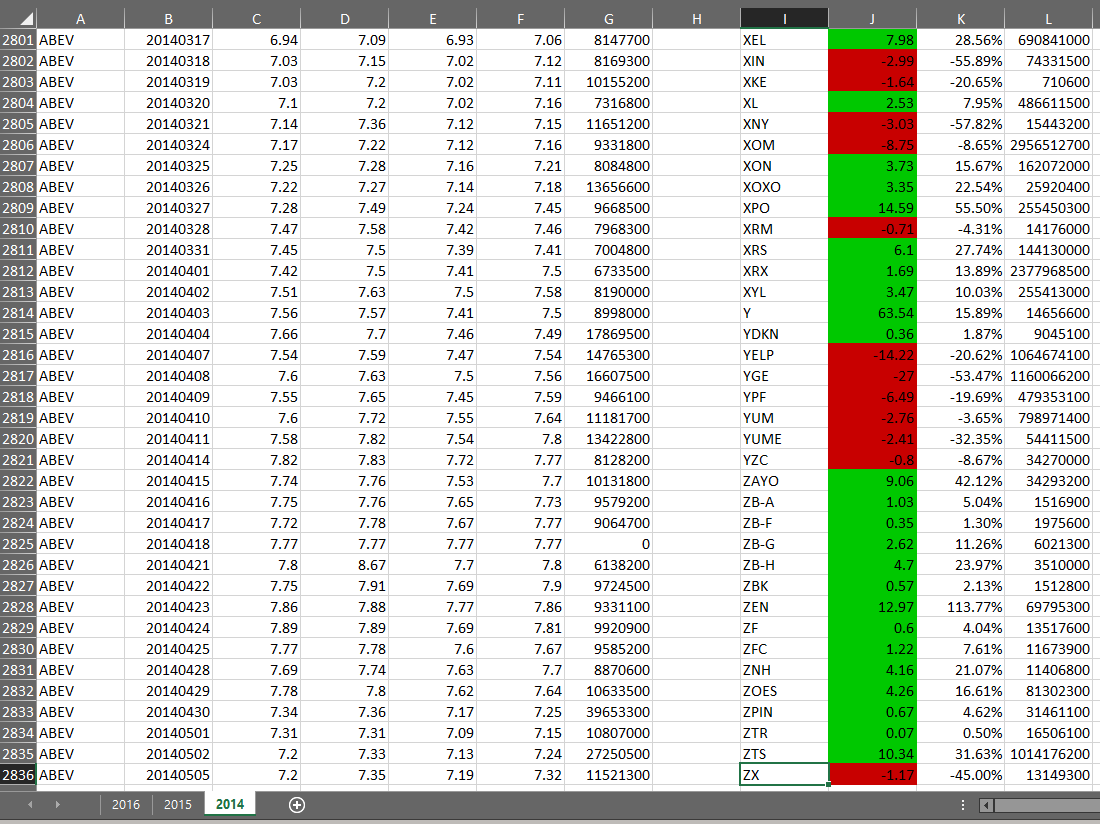 A B C D E F G H I J K L
2801 ABEV 20140317 6.94 7.09 6.93 7.06 8147700 XEL 7.98 28.56% 690841000
2802 ABEV 20140318 7.03 7.15 7.02 7.12 8169300 XIN -2.99 -55.89% 74331500
2803 ABEV 20140319 7.03 7.2 7.02 7.11 10155200 XKE -1.64 -20.65% 710600
2804 ABEV 20140320 7.1 7.2 7.02 7.16 7316800 XL 2.53 7.95% 486611500
2805 ABEV 20140321 7.14 7.36 7.12 7.15 11651200 XNY -3.03 -57.82% 15443200
2806 ABEV 20140324 7.17 7.22 7.12 7.16 9331800 XOM -8.75 -8.65% 2956512700
2807 ABEV 20140325 7.25 7.28 7.16 7.21 8084800 XON 3.73 15.67% 162072000
2808 ABEV 20140326 7.22 7.27 7.14 7.18 13656600 XOXO 3.35 22.54% 25920400
2809 ABEV 20140327 7.28 7.49 7.24 7.45 9668500 XPO 14.59 55.50% 255450300
2810 ABEV 20140328 7.47 7.58 7.42 7.46 7968300 XRM -0.71 -4.31% 14176000
2811 ABEV 20140331 7.45 7.5 7.39 7.41 7004800 XRS 6.1 27.74% 144130000
2812 ABEV 20140401 7.42 7.5 7.41 7.5 6733500 XRX 1.69 13.89% 2377968500
2813 ABEV 20140402 7.51 7.63 7.5 7.58 8190000 XYL 3.47 10.03% 255413000
2814 ABEV 20140403 7.56 7.57 7.41 7.5 8998000 Y 63.54 15.89% 14656600
2815 ABEV 20140404 7.66 7.7 7.46 7.49 17869500 YDKN 0.36 1.87% 9045100
2816 ABEV 20140407 7.54 7.59 7.47 7.54 14765300 YELP -14.22 -20.62% 1064674100
2817 ABEV 20140408 7.6 7.63 7.5 7.56 16607500 YGE -27 -53.47% 1160066200
2818 ABEV 20140409 7.55 7.65 7.45 7.59 9466100 YPF -6.49 -19.69% 479353100
2819 ABEV 20140410 7.6 7.72 7.55 7.64 11181700 YUM -2.76 -3.65% 798971400
2820 ABEV 20140411 7.58 7.82 7.54 7.8 13422800 YUME -2.41 -32.35% 54411500
2821 ABEV 20140414 7.82 7.83 7.72 7.77 8128200 YZC -0.8 -8.67% 34270000
2822 ABEV 20140415 7.74 7.76 7.53 7.7 10131800 ZAYO 9.06 42.12% 34293200
2823 ABEV 20140416 7.75 7.76 7.65 7.73 9579200 ZB-A 1.03 5.04% 1516900
2824 ABEV 20140417 7.72 7.78 7.67 7.77 9064700 ZB-F 0.35 1.30% 1975600
2825 ABEV 20140418 7.77 7.77 7.77 7.77 0 ZB-G 2.62 11.26% 6021300
2826 ABEV 20140421 7.8 8.67 7.7 7.8 6138200 ZB-H 4.7 23.97% 3510000
2827 ABEV 20140422 7.75 7.91 7.69 7.9 9724500 ZBK 0.57 2.13% 1512800
2828 ABEV 20140423 7.86 7.88 7.77 7.86 9331100 ZEN 12.97 113.77% 69795300
2829 ABEV 20140424 7.89 7.89 7.69 7.81 9920900 ZF 0.6 4.04% 13517600
2830 ABEV 20140425 7.77 7.78 7.6 7.67 9585200 ZFC 1.22 7.61% 11673900
2831 ABEV 20140428 7.69 7.74 7.63 7.7 8870600 ZNH 4.16 21.07% 11406800
2832 ABEV 20140429 7.78 7.8 7.62 7.64 10633500 ZOES 4.26 16.61% 81302300
2833 ABEV 20140430 7.34 7.36 7.17 7.25 39653300 ZPIN 0.67 4.62% 31461100
2834 ABEV 20140501 7.31 7.31 7.09 7.15 10807000 ZTR 0.07 0.50% 16506100
2835 ABEV 20140502 7.2 7.33 7.13 7.24 27250500 ZTS 10.34 31.63% 1014176200
2836 ABEV 20140505 7.2 7.35 7.19 7.32 11521300 ZX -1.17 -45.00% 13149300
2016 2015 2014